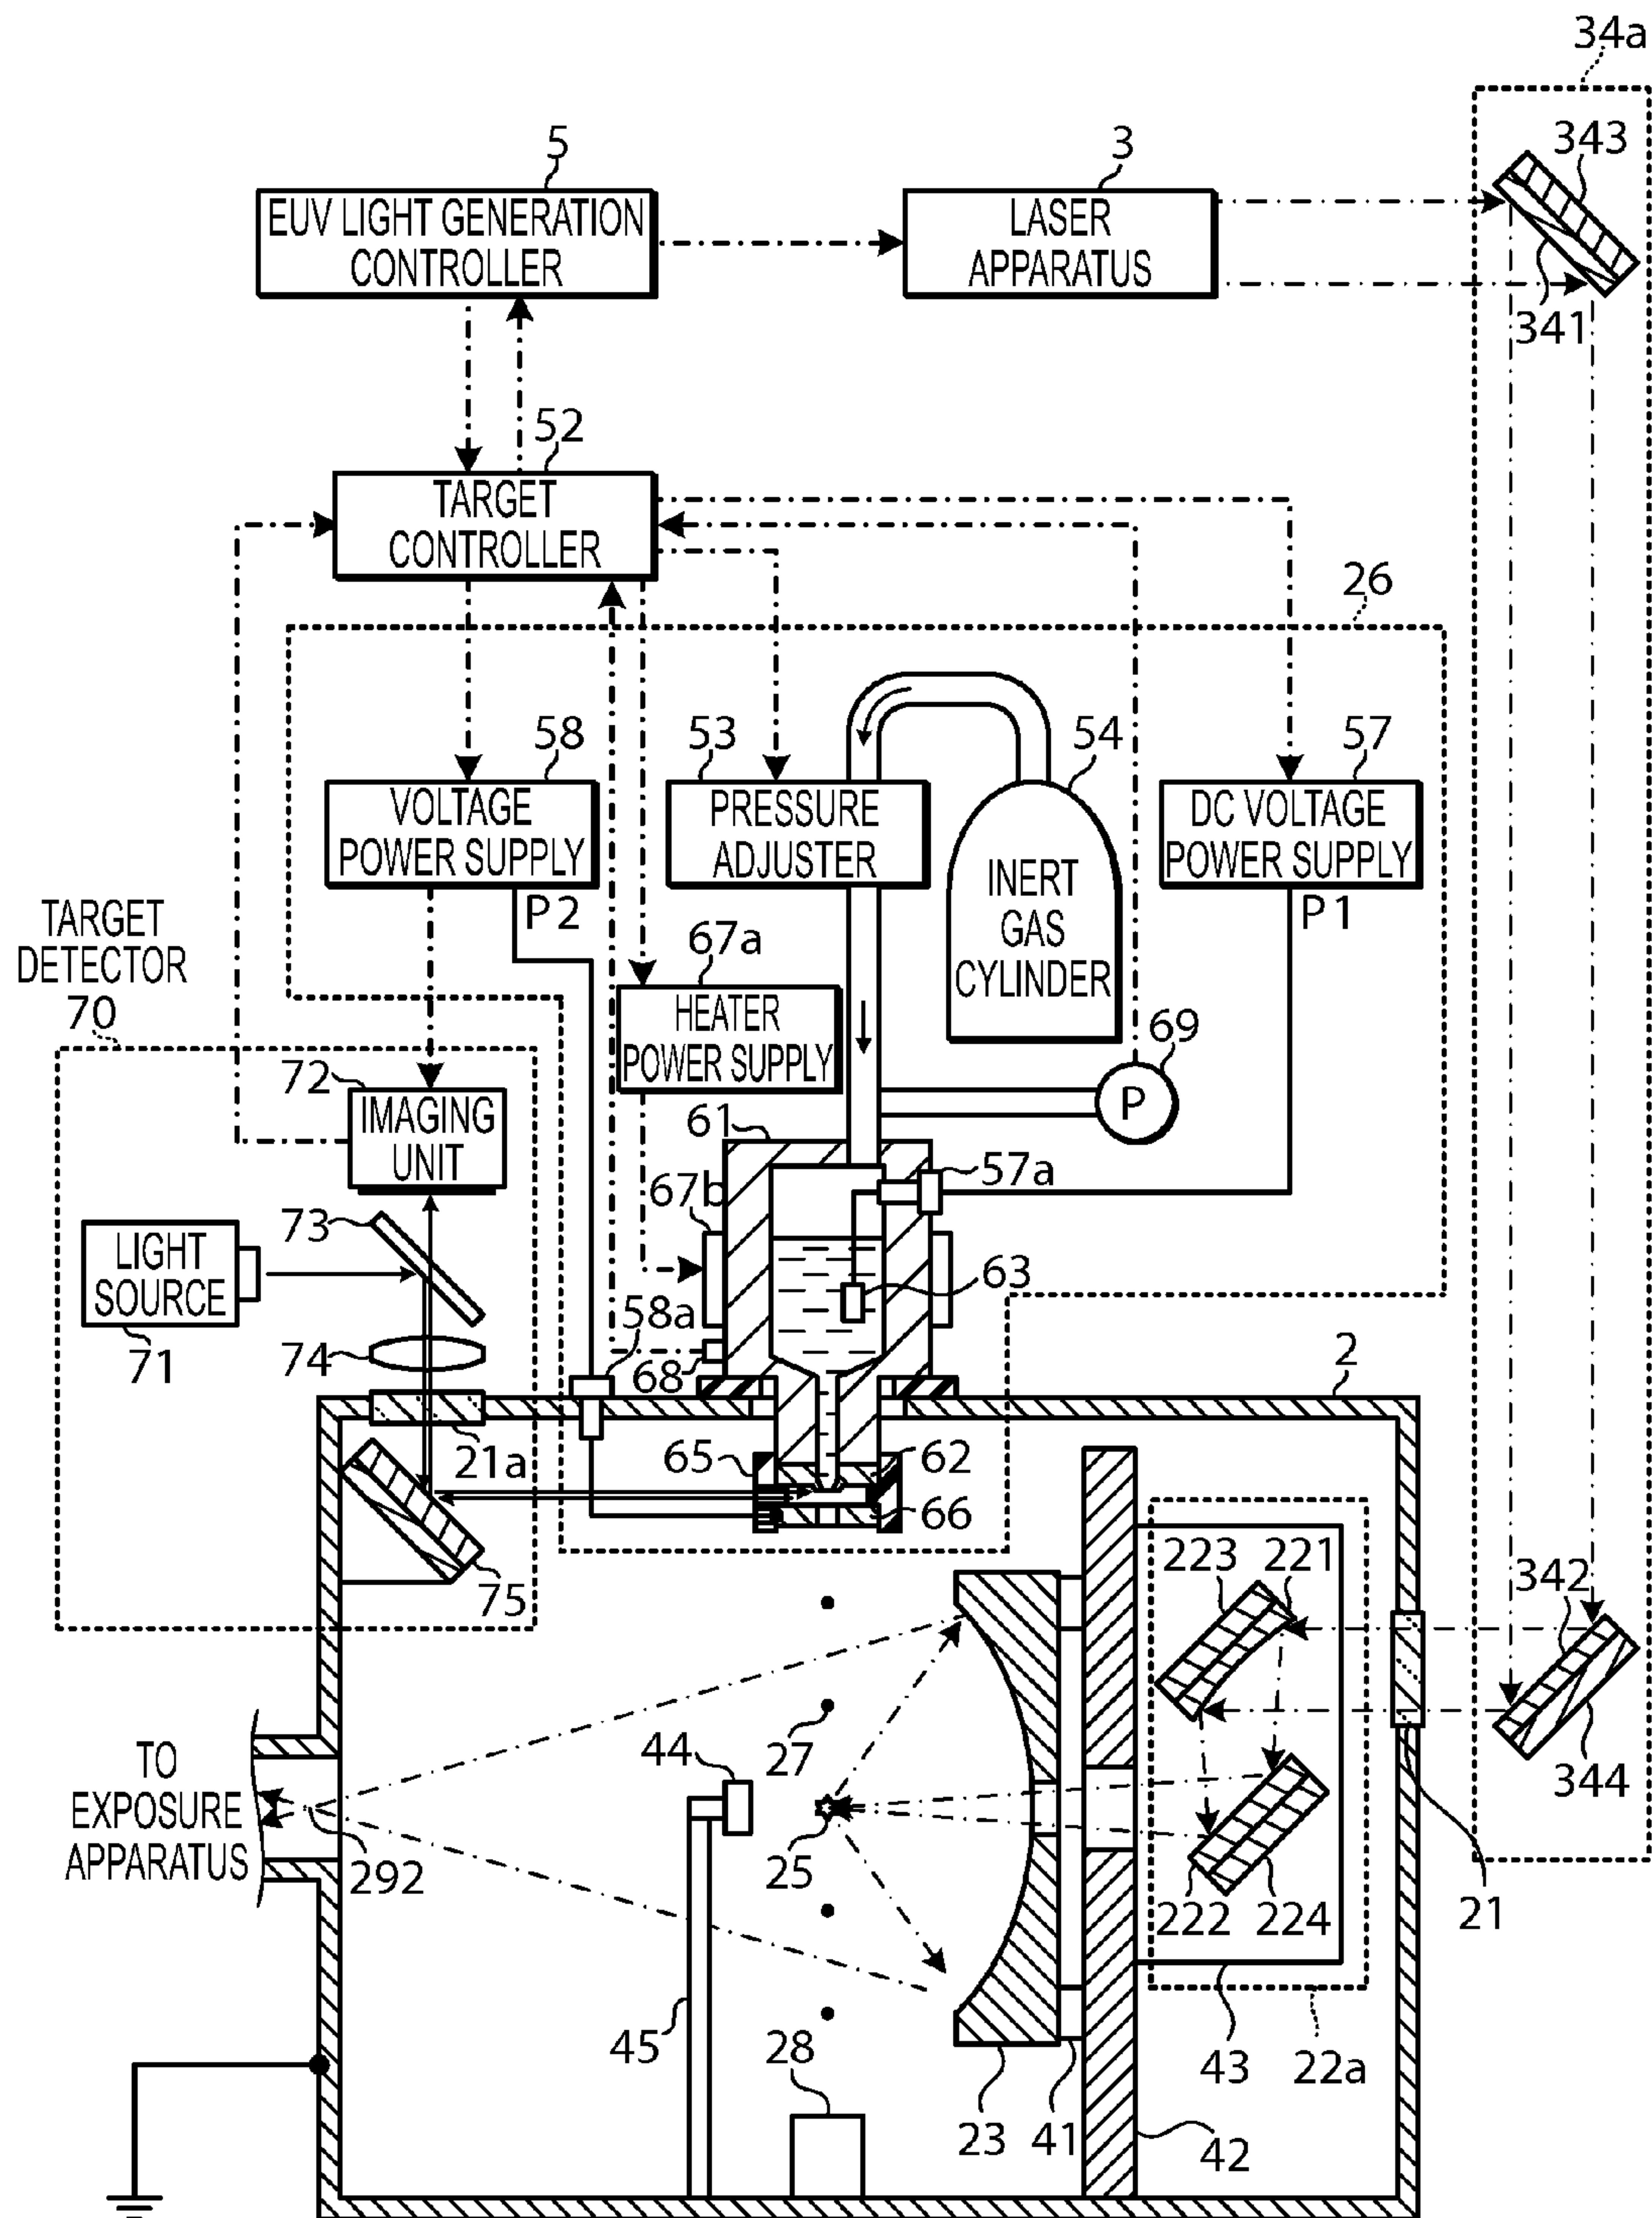 34a
5
3
343
EUV LIGHT GENERATION
CONTROLLER
LASER
APPARATUS
341
52
TARGET
CONTROLLER
26
58
53
54
57
VOLTAGE
POWER SUPPLY
PRESSURE
ADJUSTER
DC VOLTAGE
POWER SUPPLY
INERT
GAS
CYLINDER
P2
P1
TARGET
DETECTOR
70
67a
HEATER
POWER SUPPLY
69
P
72
IMAGING
UNIT
61
57a
67b
73
LIGHT
SOURCE
71
63
58a
74
68
2
21a
65
62
66
75
223
221
342
27
44
TO
EXPOSURE
APPARATUS
292
25
344
222
224
21
45
28
23
41
43
22a
42